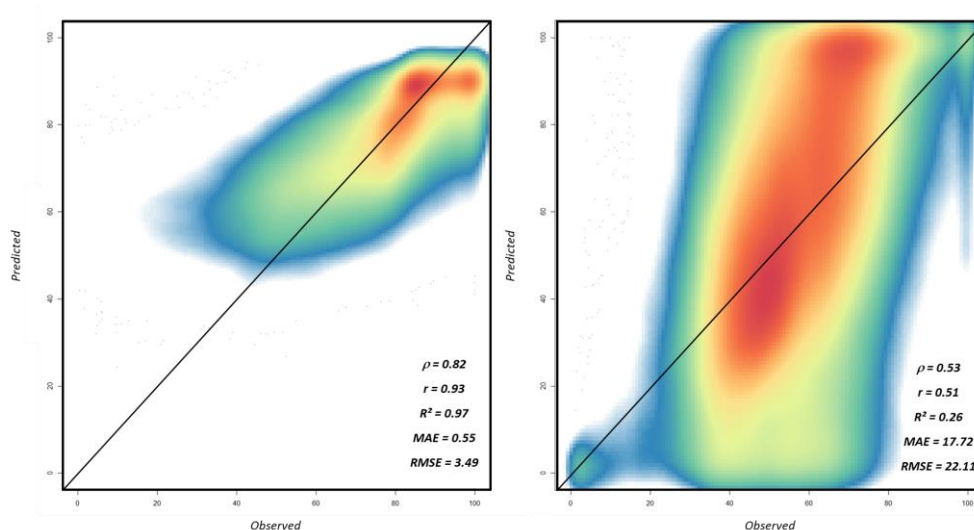 100
80
60
40
20
0
Predicted
ρ = 0.82
r = 0.93
R² = 0.97
MAE = 0.55
RMSE = 3.49
0 20 40 60 80 100
Observed
100
80
60
40
20
0
Predicted
ρ = 0.53
r = 0.51
R² = 0.26
MAE = 17.72
RMSE = 22.11
0 20 40 60 80 100
Observed